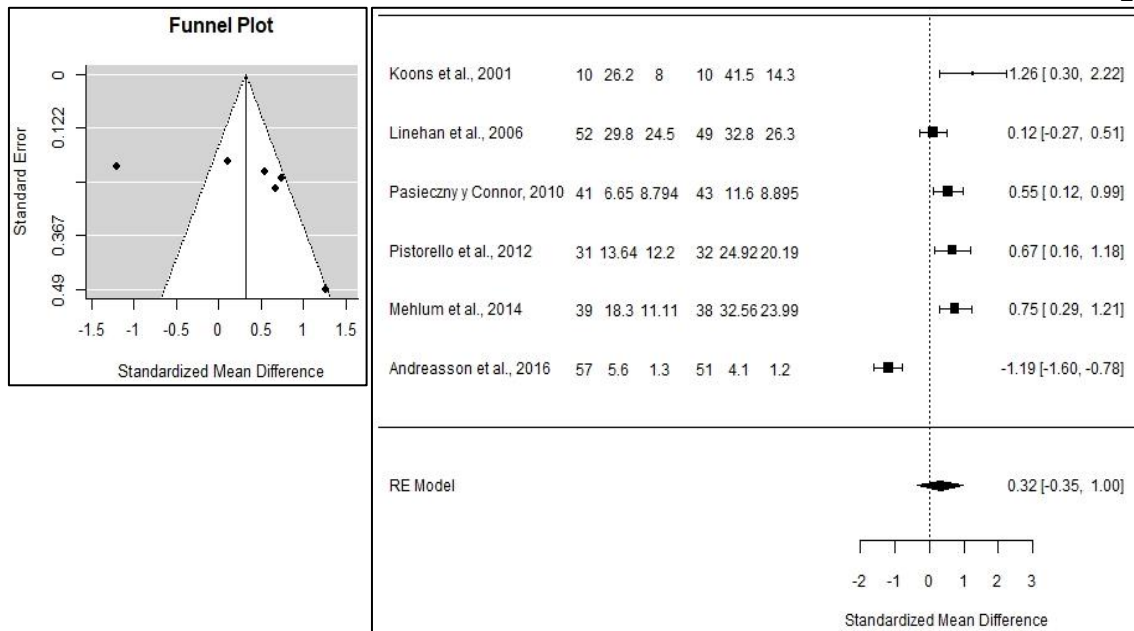 Funnel Plot
Standard Error
0
0.122
0.367
0.49
-1.5 -1 -0.5 0 0.5 1 1.5
Standardized Mean Difference
Koons et al., 2001 10 26.2 8 10 41.5 14.3 1.26 [ 0.30, 2.22]
Linehan et al., 2006 52 29.8 24.5 49 32.8 26.3 0.12 [-0.27, 0.51]
Pasieczny y Connor, 2010 41 6.65 8.794 43 11.6 8.895 0.55 [ 0.12, 0.99]
Pistorello et al., 2012 31 13.64 12.2 32 24.92 20.19 0.67 [ 0.16, 1.18]
Mehlum et al., 2014 39 18.3 11.11 38 32.56 23.99 0.75 [ 0.29, 1.21]
Andreasson et al., 2016 57 5.6 1.3 51 4.1 1.2 -1.19 [-1.60, -0.78]
RE Model 0.32 [-0.35, 1.00]
-2 -1 0 1 2 3
Standardized Mean Difference